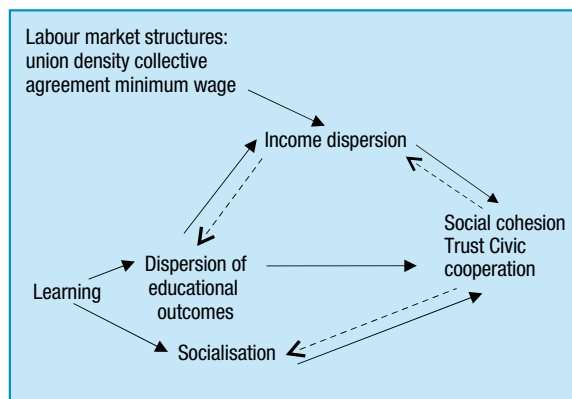 Labour market structures:
union density collective
agreement minimum wage
Income dispersion
Social cohesion
Trust Civic
cooperation
Dispersion of
educational
outcomes
Learning
Socialisation